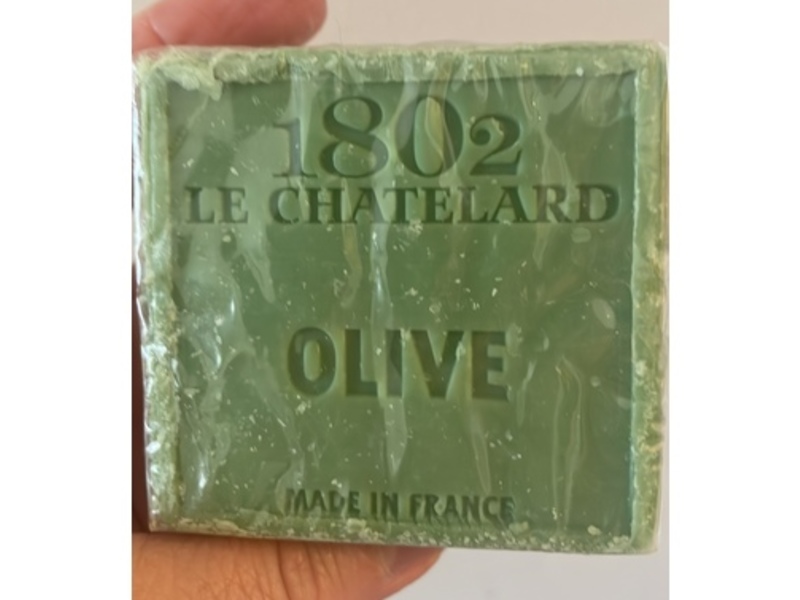 1802
LE CHATELARD
OLIVE
MADE IN FRANCE